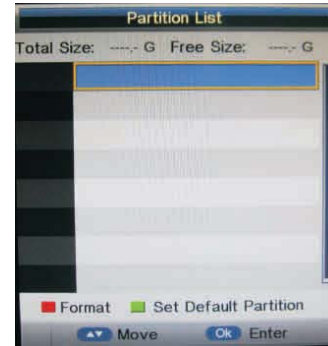 Partition List
Total Size: ----.- G Free Size: ----.- G
Format Set Default Partition
Move Ok Enter